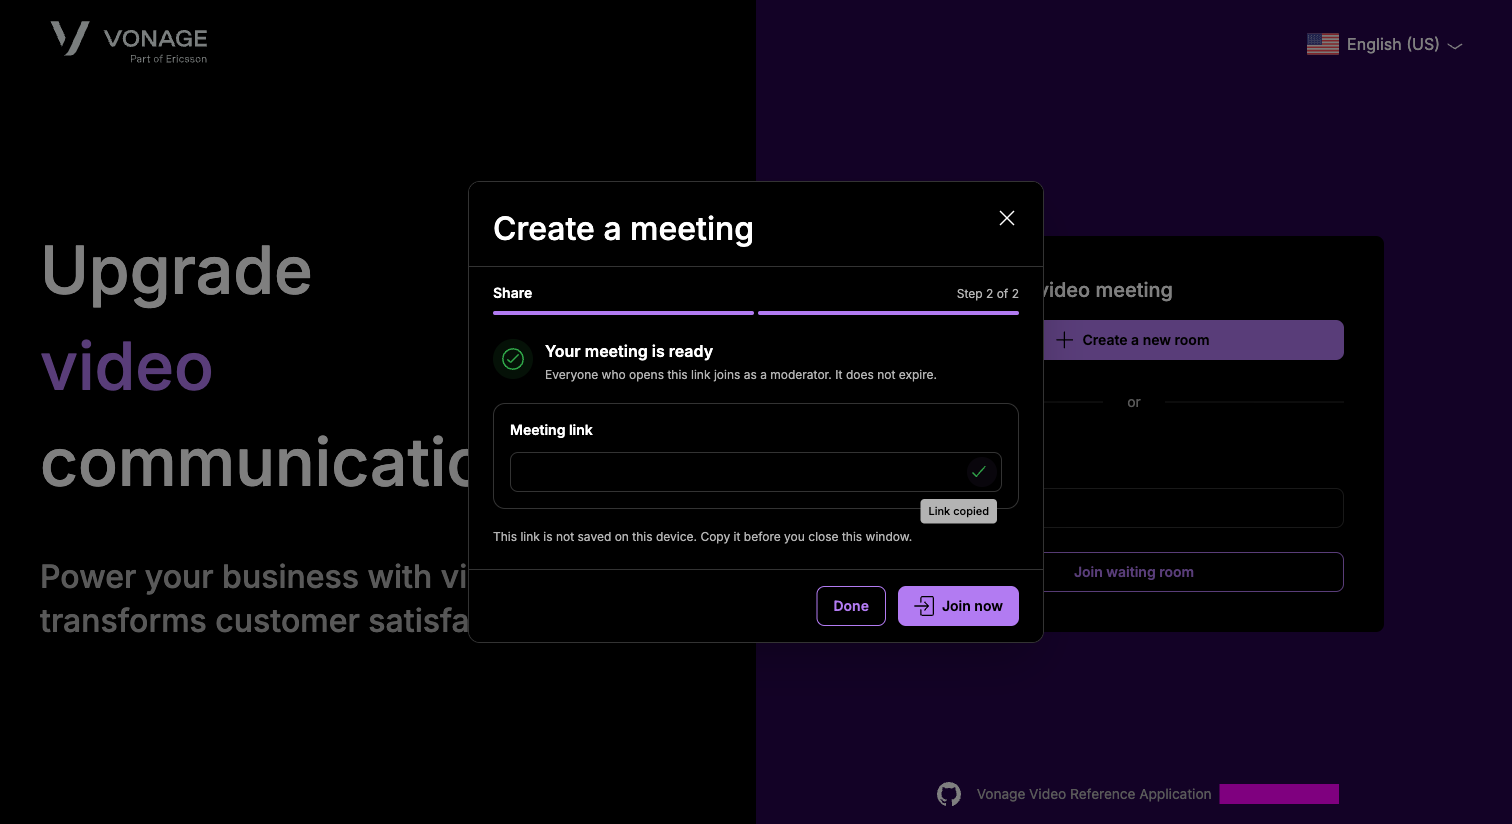 VONAGE
Part of Ericsson
English (US)
Upgrade
video
communicatio
Power your business with vi
transforms customer satisfa
Create a meeting
Share
Step 2 of 2
Your meeting is ready
Everyone who opens this link joins as a moderator. It does not expire.
Meeting link
Link copied
This link is not saved on this device. Copy it before you close this window.
Done
Join now
video meeting
Create a new room
or
Join waiting room
Vonage Video Reference Application